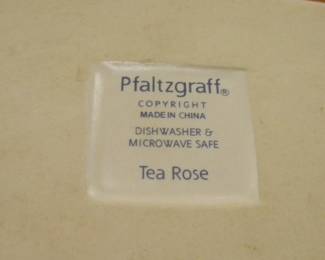 Pfaltzgraff®
COPYRIGHT
MADE IN CHINA
DISHWASHER &
MICROWAVE SAFE
Tea Rose